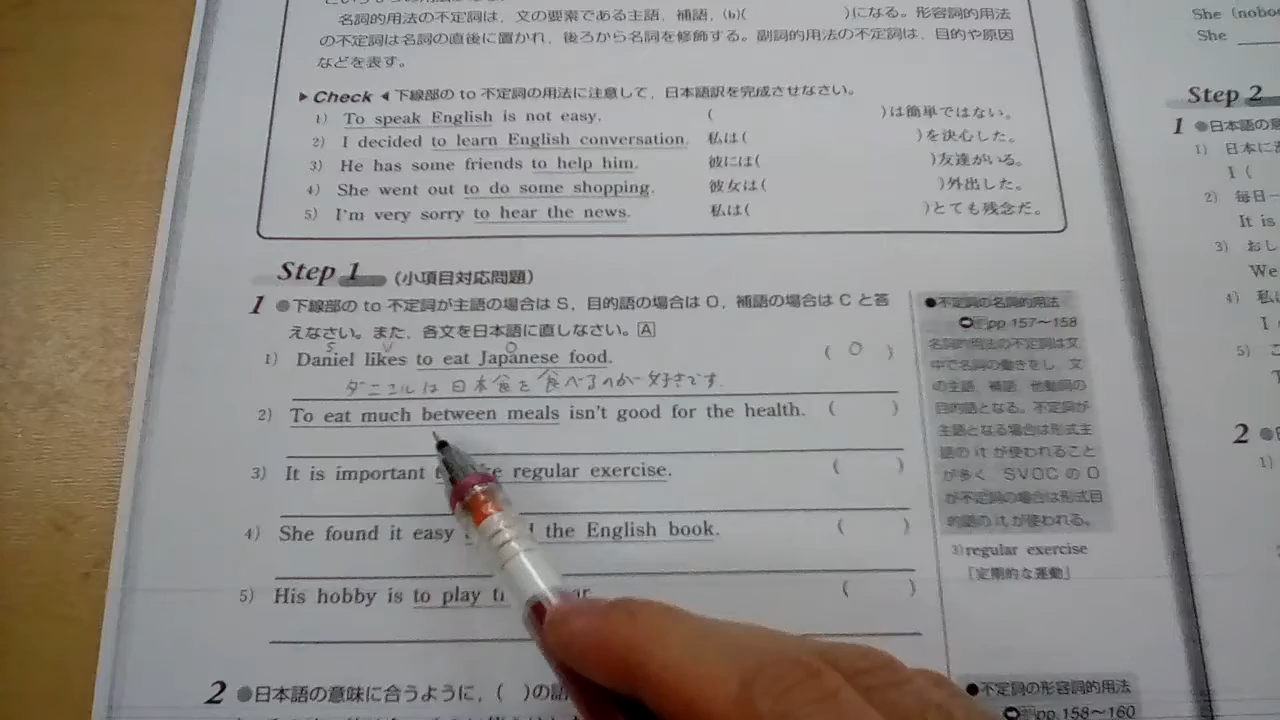 名詞的用法の不定詞は，文の要素である主語，補語，(b)(　　　)になる。形容詞的用法
の不定詞は名詞の直後に置かれ，後ろから名詞を修飾する。副詞的用法の不定詞は，目的や原因
などを表す。
▶Check◀下線部の to 不定詞の用法に注意して，日本語訳を完成させなさい。
1) To speak English is not easy. (　　　)は簡単ではない。
2) I decided to learn English conversation. 私は(　　　)を決心した。
3) He has some friends to help him. 彼には(　　　)友達がいる。
4) She went out to do some shopping. 彼女は(　　　)外出した。
5) I'm very sorry to hear the news. 私は(　　　)とても残念だ。
Step 1 (小項目対応問題)
1 ●下線部の to 不定詞が主語の場合は S，目的語の場合は O，補語の場合は C と答
えなさい。また，各文を日本語に直しなさい。A
S V O
1) Daniel likes to eat Japanese food. ( O )
ダニエルは日本食を食べるのが好きです.
2) To eat much between meals isn't good for the health. (　　)
3) It is important regular exercise. (　　)
4) She found it easy the English book. (　　)
5) His hobby is to play (　　)
2 ●日本語の意味に合うように，(　)の語
●不定詞の名詞的用法
pp.157〜158
名詞的用法の不定詞は文
中で名詞の働きをし，文
の主語，補語，他動詞の
目的語となる。不定詞が
主語となる場合は形式主
語の it が使われること
が多く，SVOC の O
が不定詞の場合は形式目
的語の it が使われる。
3) regular exercise
「定期的な運動」
●不定詞の形容詞的用法
pp.158〜160
She
She
Step 2
1 ●日本語の
1) 日本に
I (
2) 毎日
It is
3) おし
We
4) 私
I
5)
2
1)